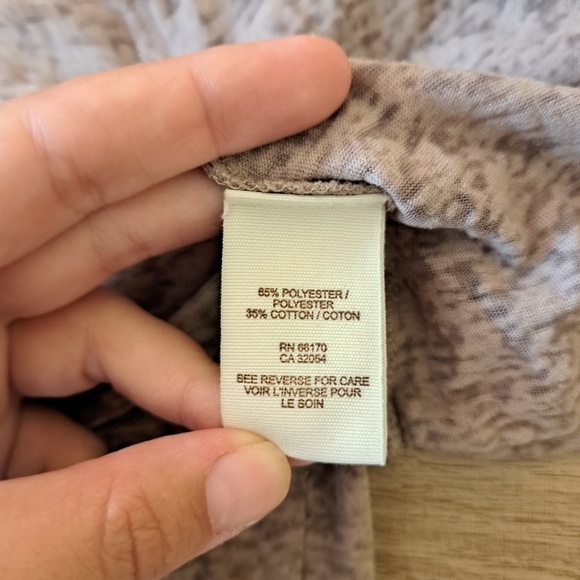 65% POLYESTER /
POLYESTER
35% COTTON / COTON
RN 66170
CA 32054
SEE REVERSE FOR CARE
VOIR L'INVERSE POUR
LE SOIN